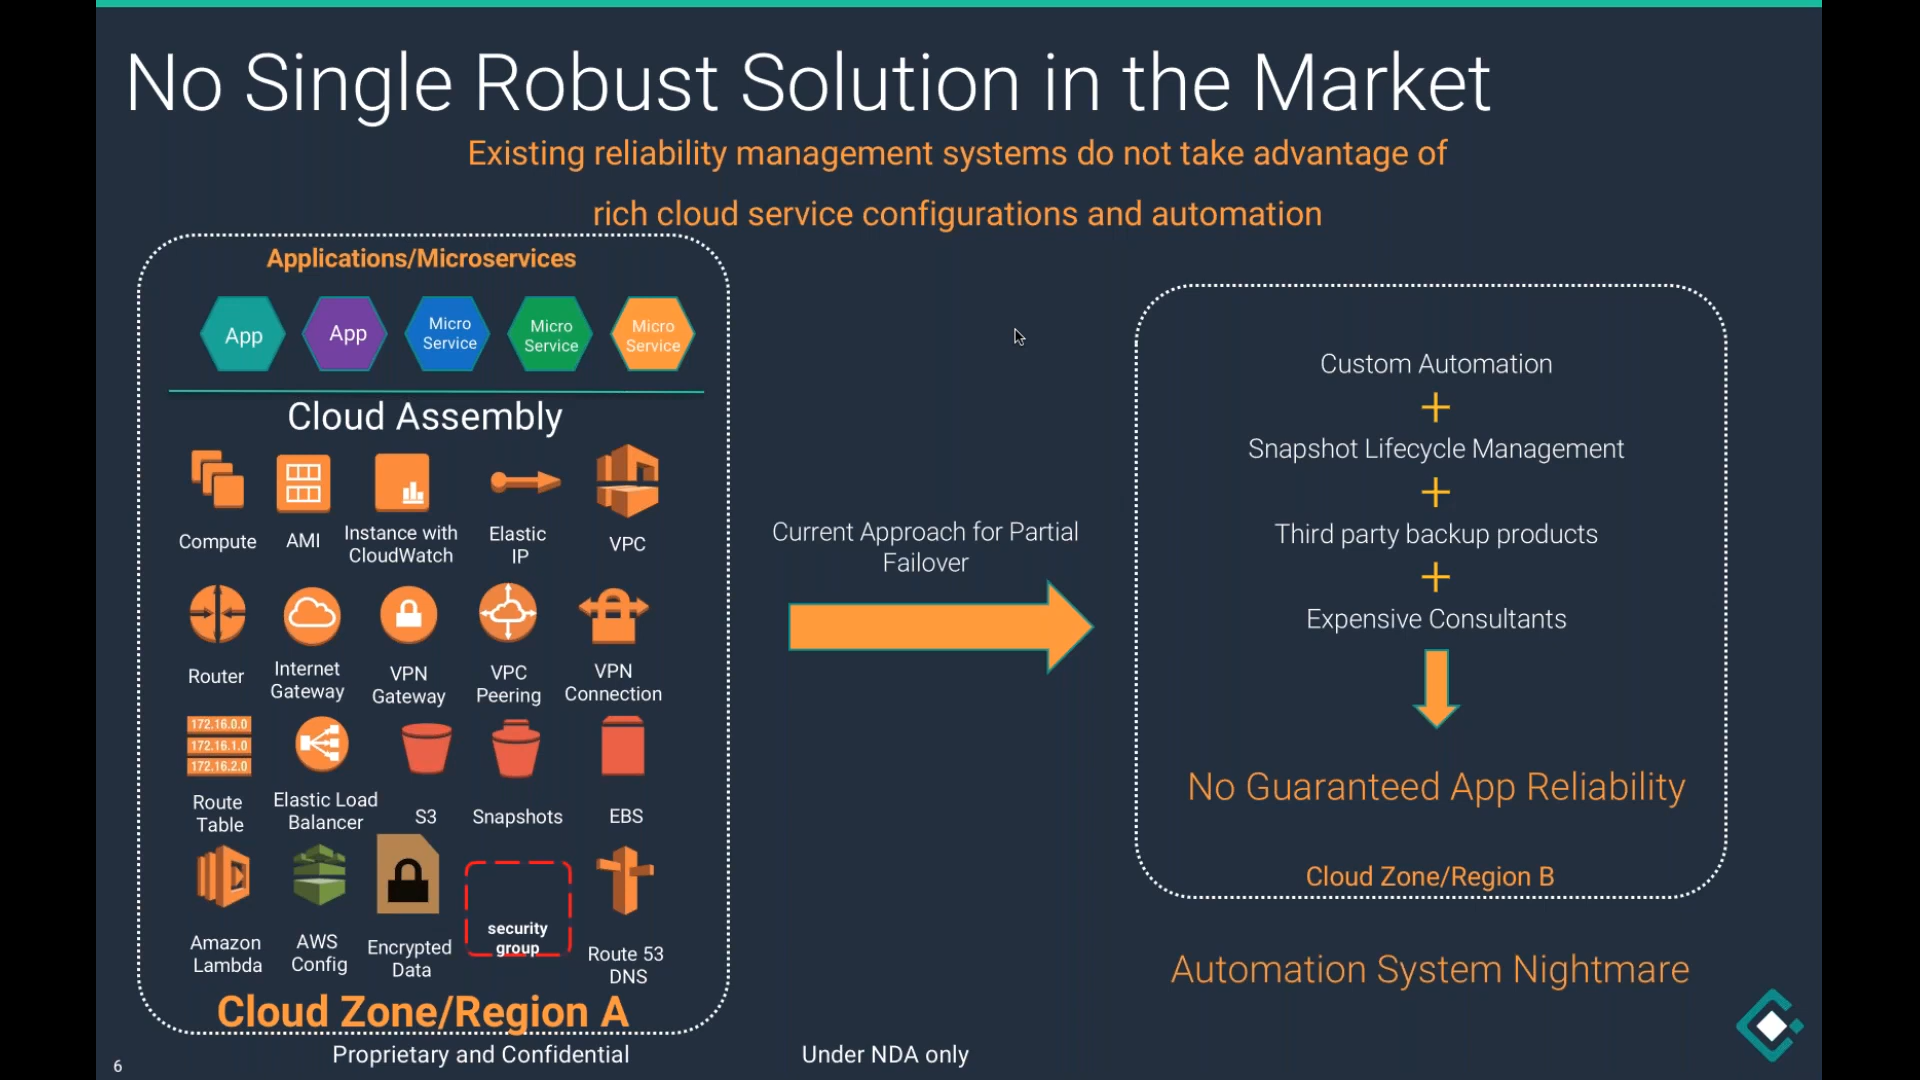 No Single Robust Solution in the Market
Existing reliability management systems do not take advantage of
rich cloud service configurations and automation
Applications/Microservices
App
App
Micro
Service
Micro
Service
Micro
Service
Cloud Assembly
Compute
AMI
Instance with
CloudWatch
Elastic
IP
VPC
Router
Internet
Gateway
VPN
Gateway
VPC
Peering
VPN
Connection
172.16.0.0
172.16.1.0
172.16.2.0
Route
Table
Elastic Load
Balancer
S3
Snapshots
EBS
Amazon
Lambda
AWS
Config
Encrypted
Data
security
group
Route 53
DNS
Cloud Zone/Region A
Current Approach for Partial
Failover
Custom Automation
+
Snapshot Lifecycle Management
+
Third party backup products
+
Expensive Consultants
No Guaranteed App Reliability
Cloud Zone/Region B
Automation System Nightmare
6
Proprietary and Confidential
Under NDA only